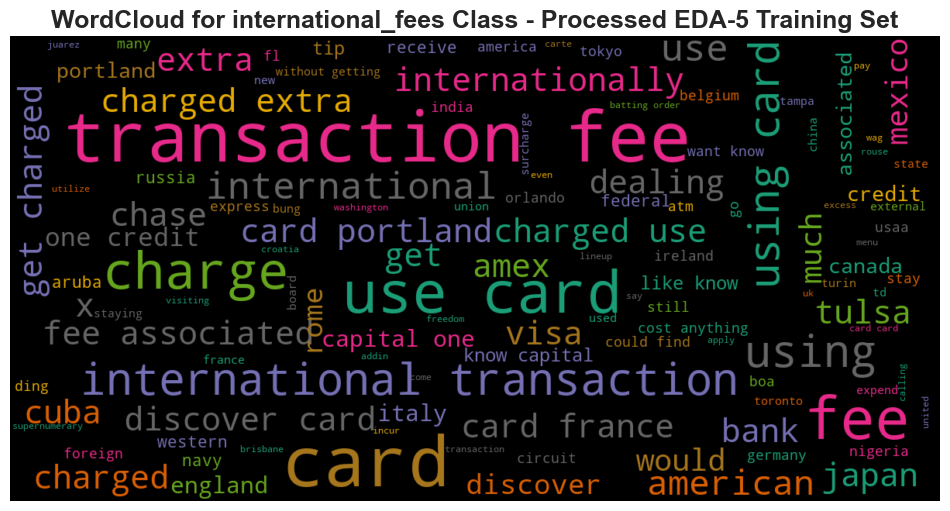 WordCloud for international_fees Class - Processed EDA-5 Training Set
juarez
many
tip
receive
america
carte
tokyo
use
extra
fl
portland
without getting
new
internationally
charged extra
india
belgium
batting order
using card
tampa
pay
associated
mexico
get charged
transaction fee
surcharge
want know
china
wag
rouse
state
even
utilize
russia
international
dealing
orlando
federal
atm
go
credit
excess
external
express
bung
washington
union
chase
one credit
card portland
charged use
usaa
menu
croatia
lineup
ireland
get
amex
much
canada
aruba
charge
board
like know
turin
stay
td
visiting
use card
say
still
uk
x
staying
rome
freedom
used
cost anything
tulsa
fee associated
capital one
visa
could find
apply
card card
france
addin
know capital
using
ding
international transaction
come
boa
expend
calling
toronto
cuba
discover card
italy
card france
bank
fee
united
supernumerary
incur
western
foreign
brisbane
card
transaction
circuit
germany
nigeria
navy
would
charged
england
discover
american
japan